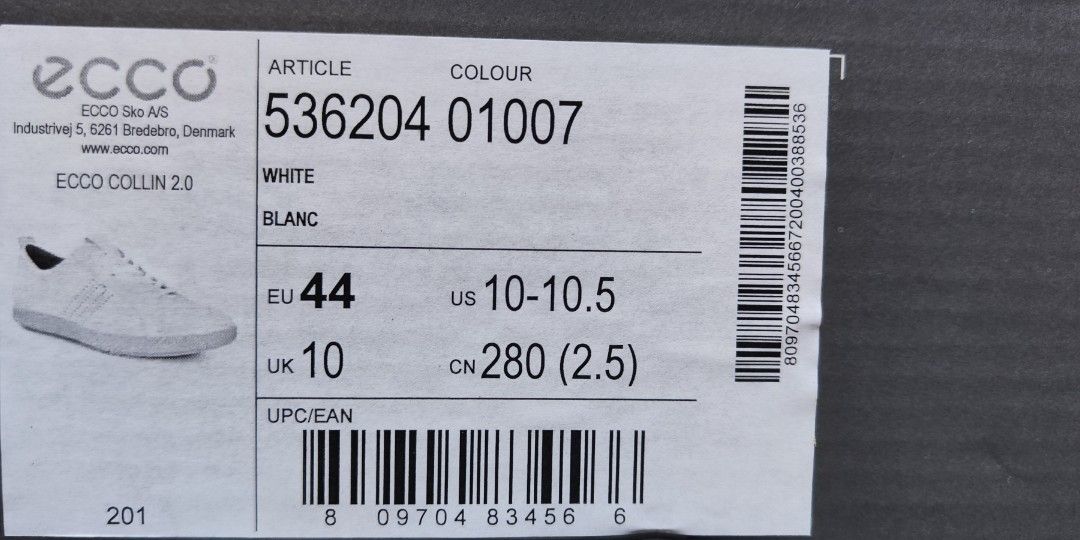 ecco
ECCO Sko A/S
Industrivej 5, 6261 Bredebro, Denmark
www.ecco.com
ECCO COLLIN 2.0
201
ARTICLE COLOUR
536204 01007
WHITE
BLANC
EU 44 US 10-10.5
UK 10 CN 280 (2.5)
UPC/EAN
8 09704 83456 6
80970483456672004003885​36